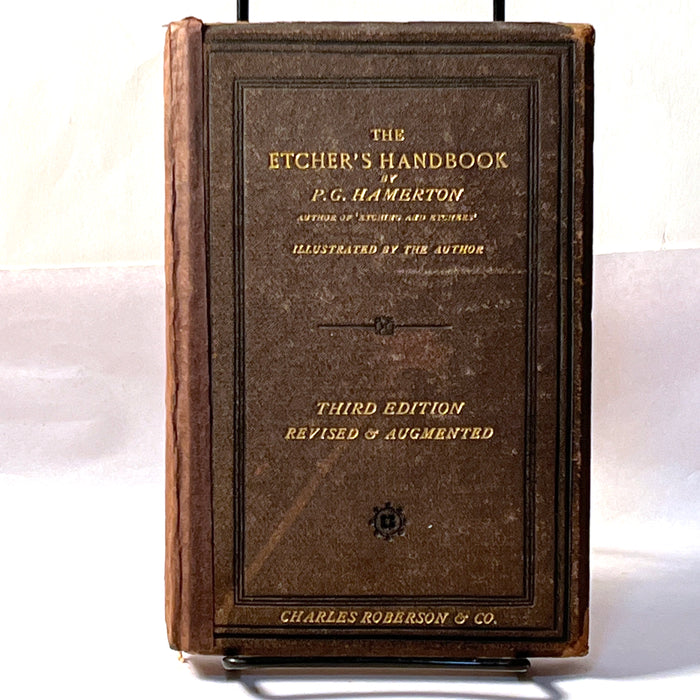 THE
ETCHER'S HANDBOOK
BY
P.G. HAMERTON
AUTHOR OF 'ETCHING AND ETCHERS'
ILLUSTRATED BY THE AUTHOR
THIRD EDITION
REVISED & AUGMENTED
CHARLES ROBERSON & CO.